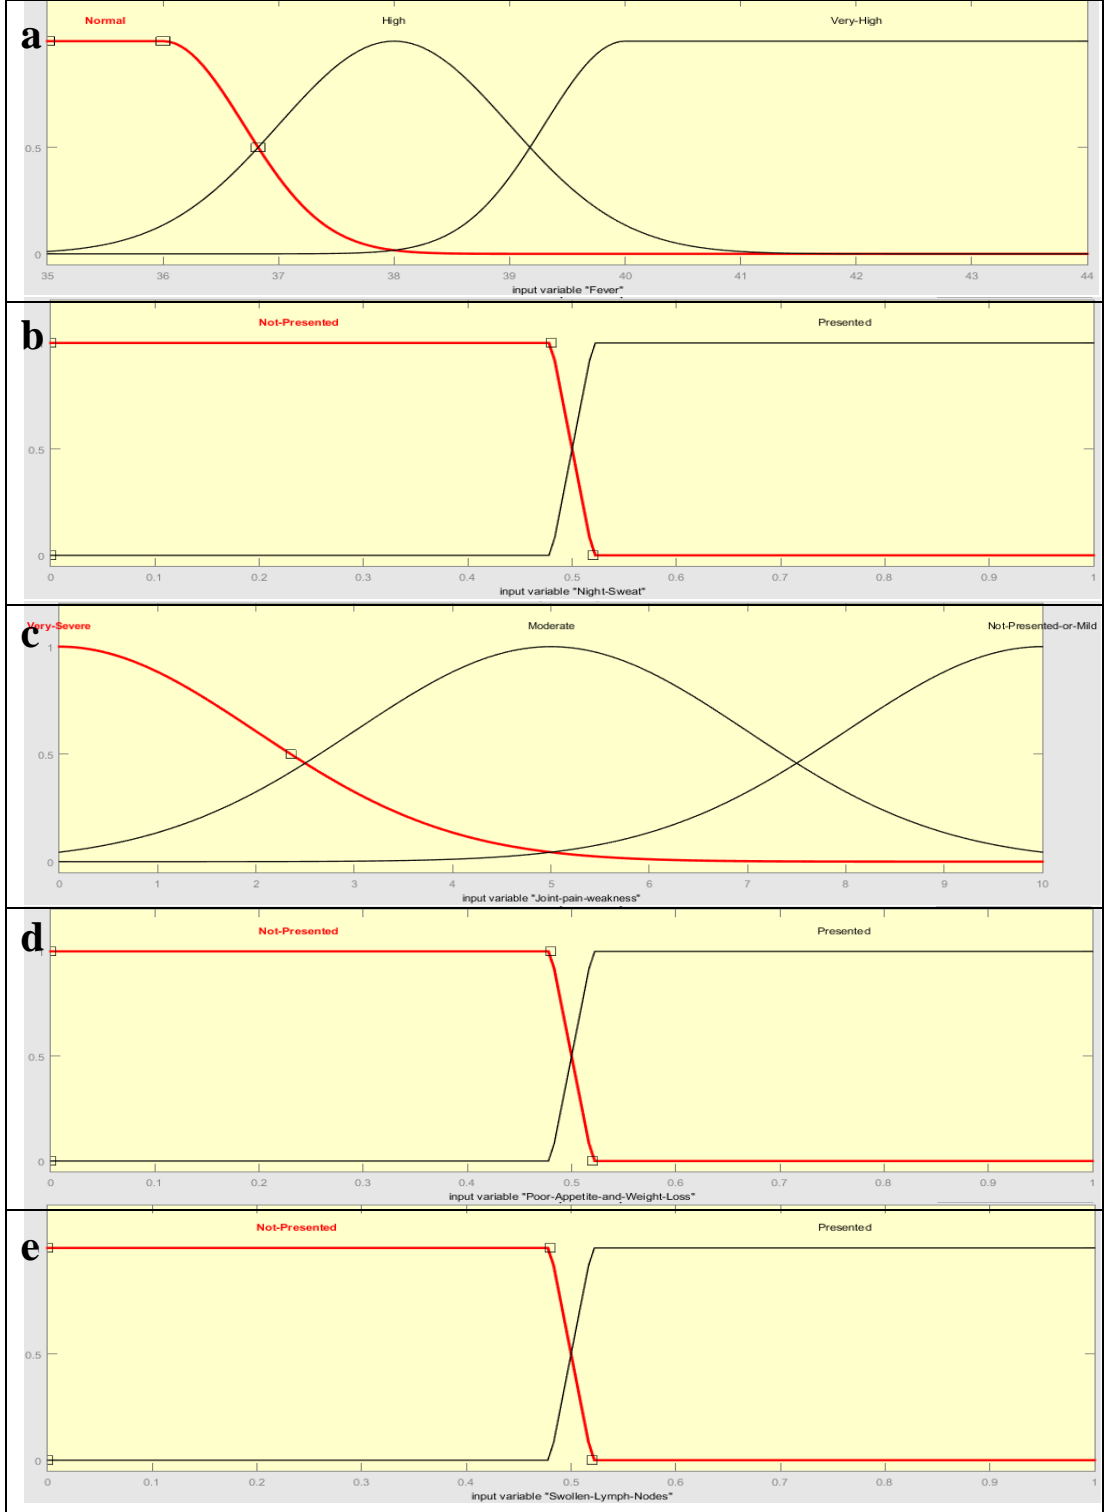 a
Normal High Very-High
0.5
0
35 36 37 38 39 40 41 42 43 44
input variable "Fever"
b
Not-Presented Presented
0.5
0
0 0.1 0.2 0.3 0.4 0.5 0.6 0.7 0.8 0.9 1
input variable "Night-Sweat"
c
Very-Severe Moderate Not-Presented-or-Mild
1
0.5
0
0 1 2 3 4 5 6 7 8 9 10
input variable "Joint-pain-weakness"
d
Not-Presented Presented
0.5
0
0 0.1 0.2 0.3 0.4 0.5 0.6 0.7 0.8 0.9 1
input variable "Poor-Appetite-and-Weight-Loss"
e
Not-Presented Presented
0.5
0
0 0.1 0.2 0.3 0.4 0.5 0.6 0.7 0.8 0.9 1
input variable "Swollen-Lymph-Nodes"